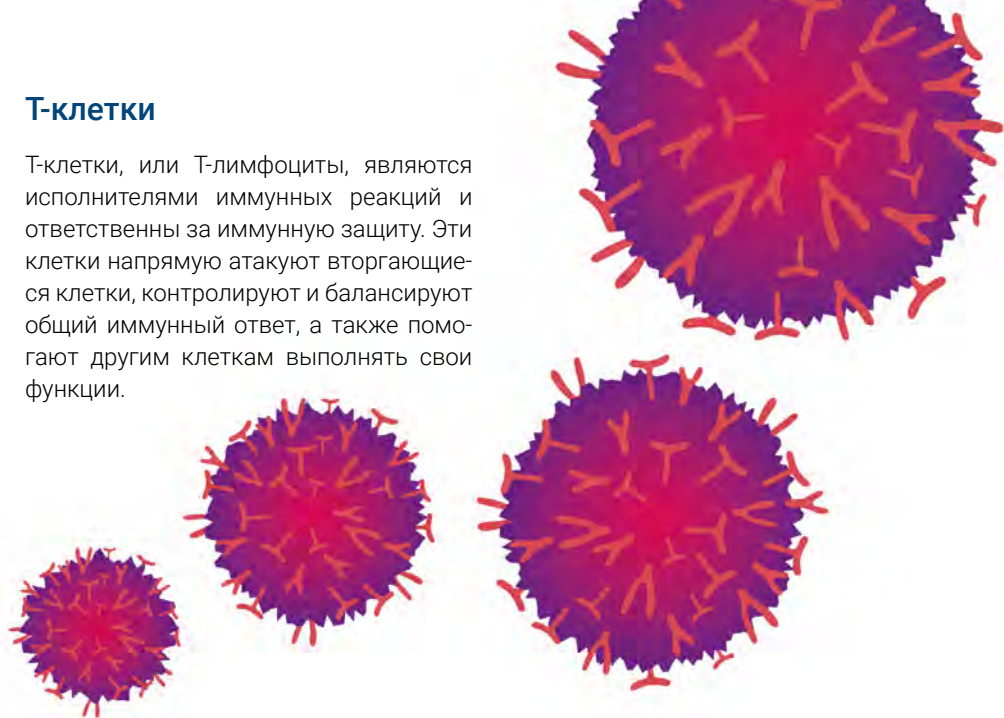 Т-клетки
Т-клетки, или Т-лимфоциты, являются
исполнителями иммунных реакций и
ответственны за иммунную защиту. Эти
клетки напрямую атакуют вторгающие-
ся клетки, контролируют и балансируют
общий иммунный ответ, а также помо-
гают другим клеткам выполнять свои
функции.